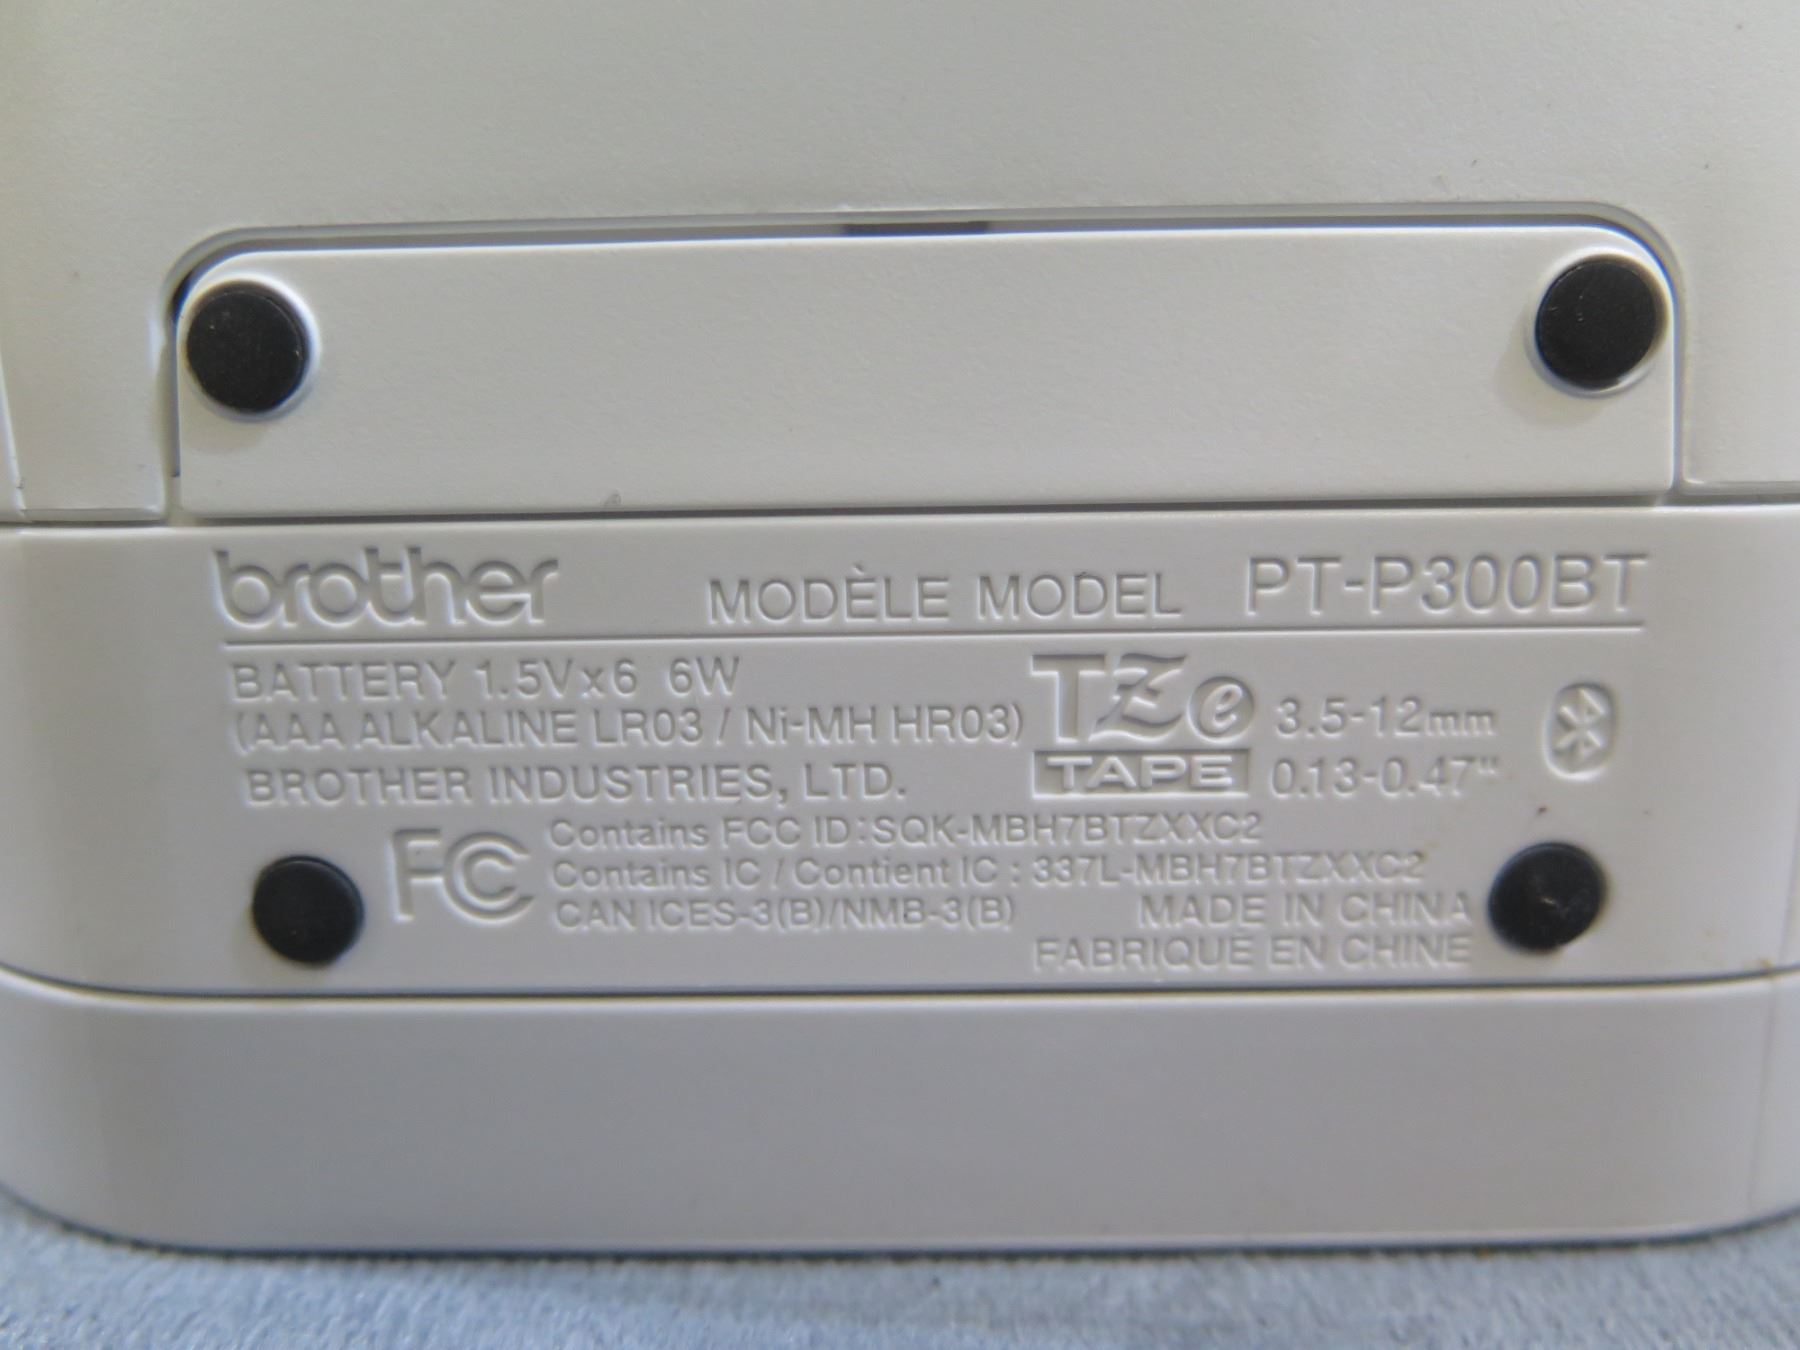 brother MODÈLE MODEL PT-P300BT
BATTERY 1.5V×6 6W
(AAA ALKALINE LR03 / Ni-MH HR03)
BROTHER INDUSTRIES, LTD.
TZe 3.5-12mm
TAPE 0.13-0.47"
FC Contains FCC ID:SQK-MBH7BTZXXC2
Contains IC / Contient IC : 337L-MBH7BTZXXC2
CAN ICES-3(B)/NMB-3(B) MADE IN CHINA
FABRIQUÉ EN CHINE